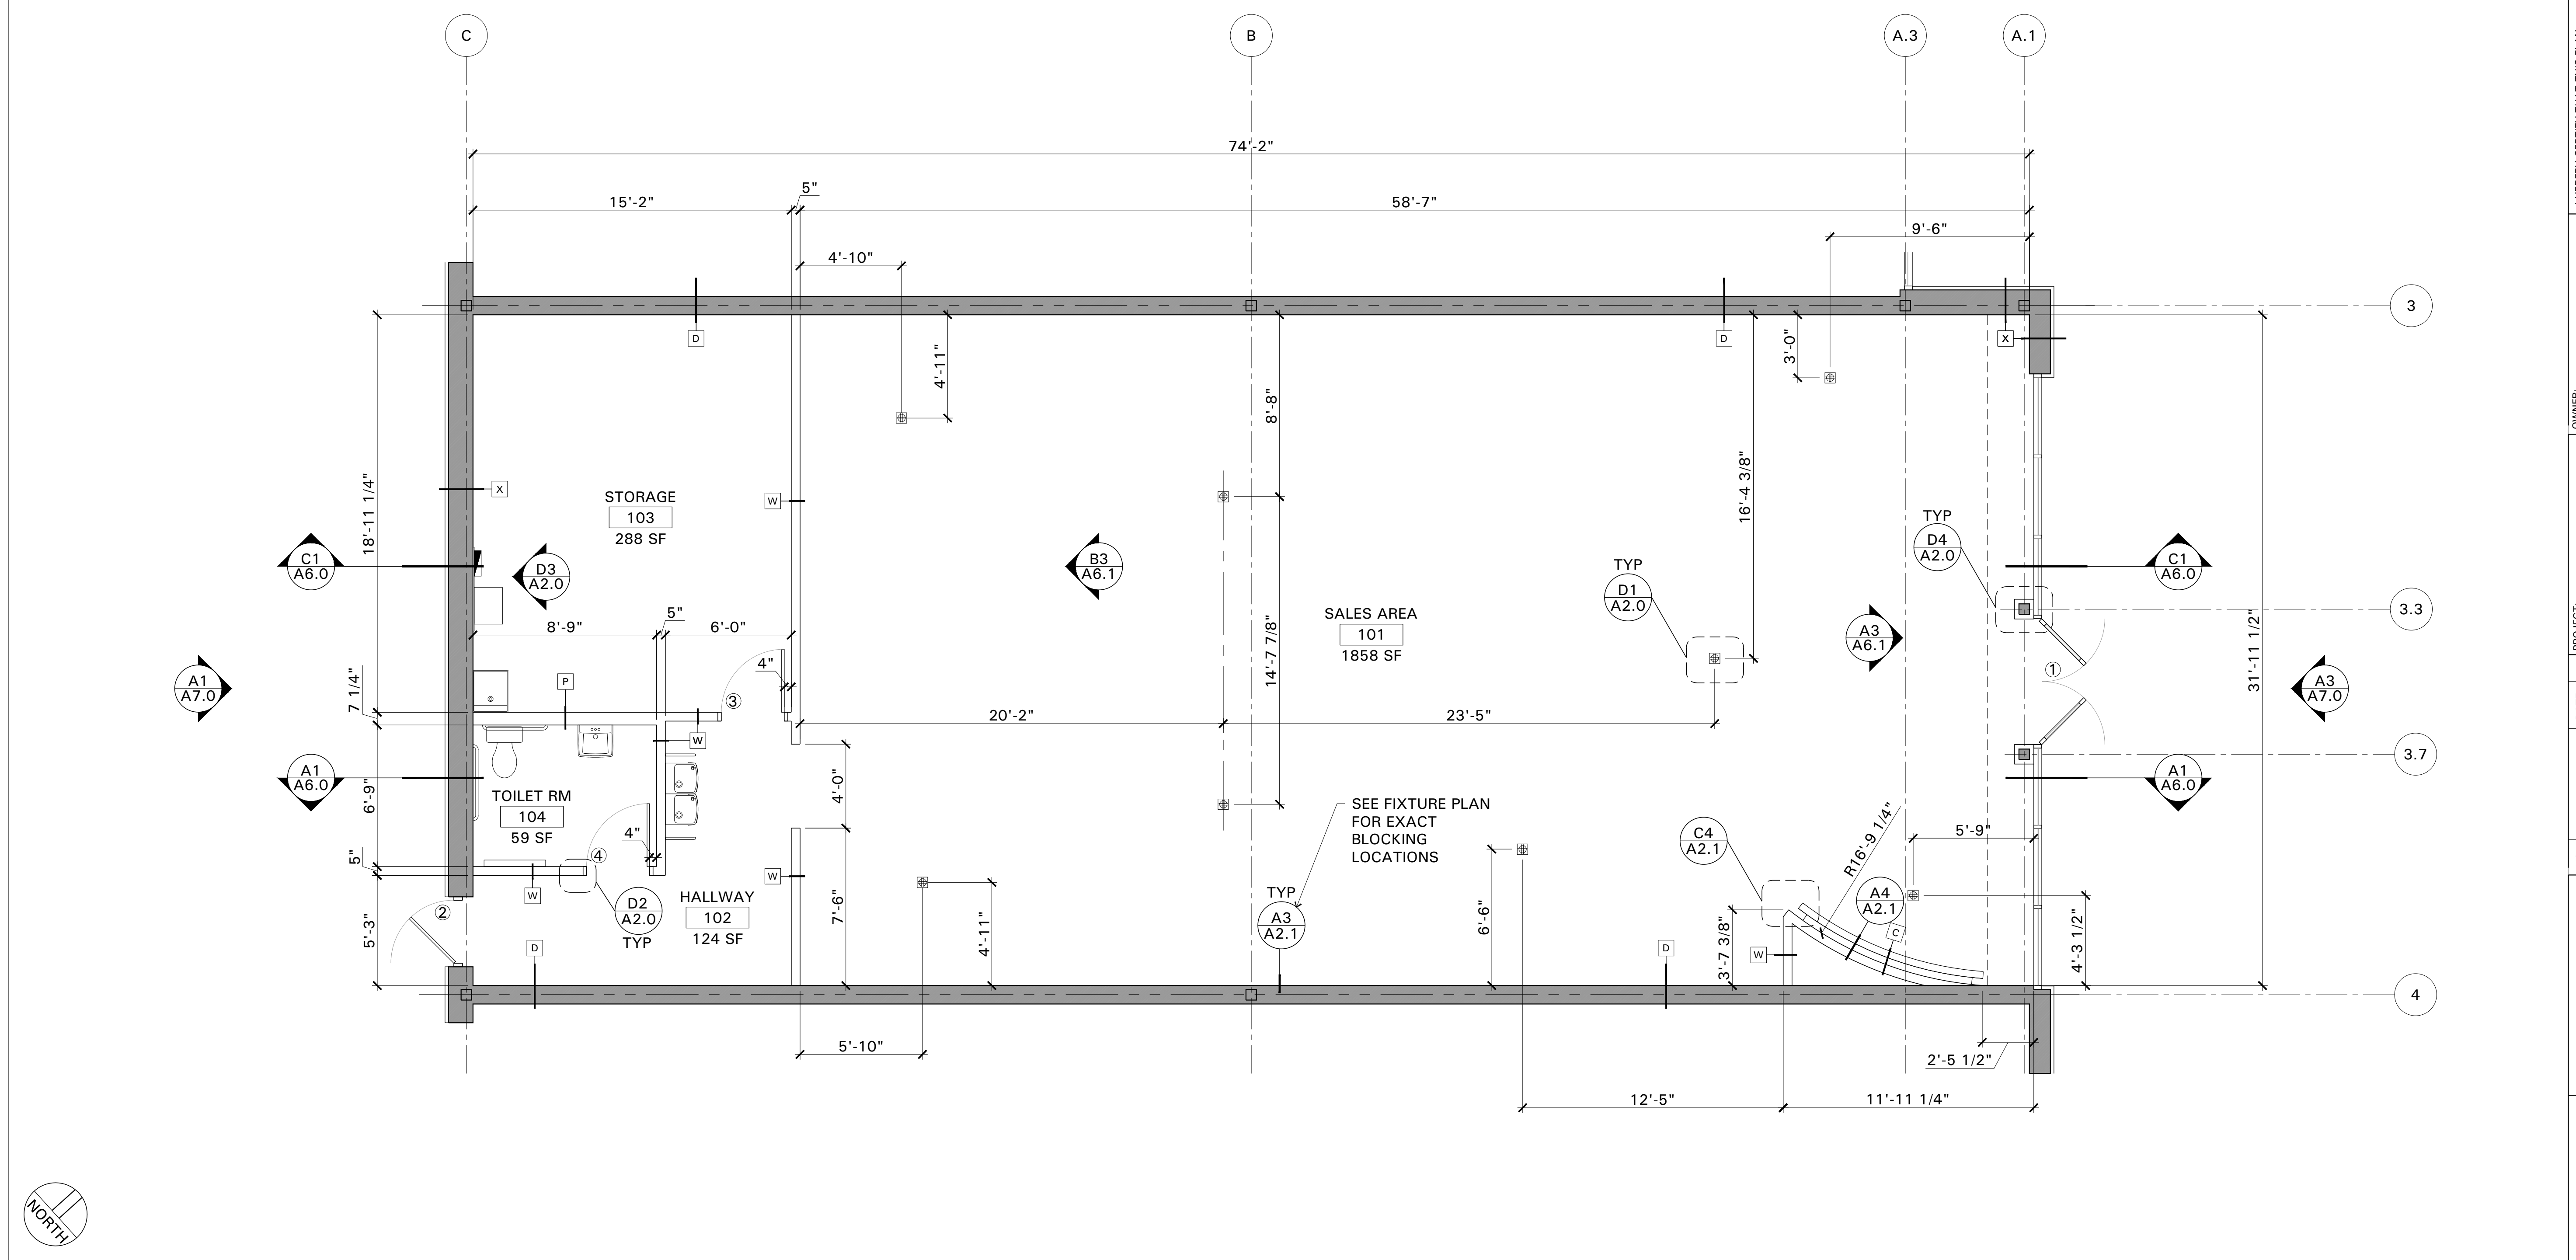 C
B
A.3
A.1
74'-2"
5"
15'-2"
58'-7"
9'-6"
4'-10"
3
D
D
X
4'-11"
8'-8"
3'-0"
18'-11 1/4"
X
STORAGE
103
288 SF
W
16'-4 3/8"
TYP
D4
A2.0
C1
A6.0
D3
A2.0
B3
A6.1
TYP
D1
A2.0
C1
A6.0
3.3
5"
8'-9"
6'-0"
SALES AREA
101
1858 SF
14'-7 7/8"
A3
A6.1
31'-11 1/2"
4"
1
A1
A7.0
7 1/4"
P
3
A3
A7.0
20'-2"
23'-5"
W
3.7
A1
A6.0
6'-9"
4'-0"
A1
A6.0
TOILET RM
104
59 SF
4"
SEE FIXTURE PLAN
FOR EXACT
BLOCKING
LOCATIONS
C4
A2.1
R16'-9 1/4"
5'-9"
5"
4
W
W
5'-3"
2
D2
A2.0
TYP
HALLWAY
102
124 SF
7'-6"
4'-11"
TYP
A3
A2.1
6'-6"
A4
A2.1
C
3'-7 3/8"
W
D
D
4'-3 1/2"
4
5'-10"
2'-5 1/2"
12'-5"
11'-11 1/4"
NORTH
OWNER:
PROJECT: